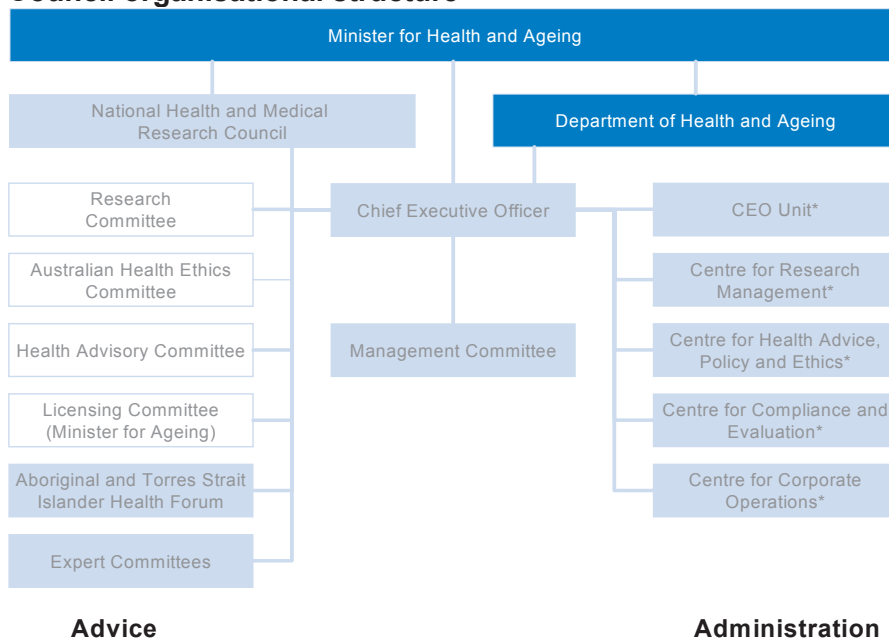 Council organisational structure
Minister for Health and Ageing
National Health and Medical
Research Council
Department of Health and Ageing
Research
Committee
Chief Executive Officer
CEO Unit*
Australian Health Ethics
Committee
Centre for Research
Management*
Health Advisory Committee
Management Committee
Centre for Health Advice,
Policy and Ethics*
Licensing Committee
(Minister for Ageing)
Centre for Compliance and
Evaluation*
Aboriginal and Torres Strait
Islander Health Forum
Centre for Corporate
Operations*
Expert Committees
Advice
Administration